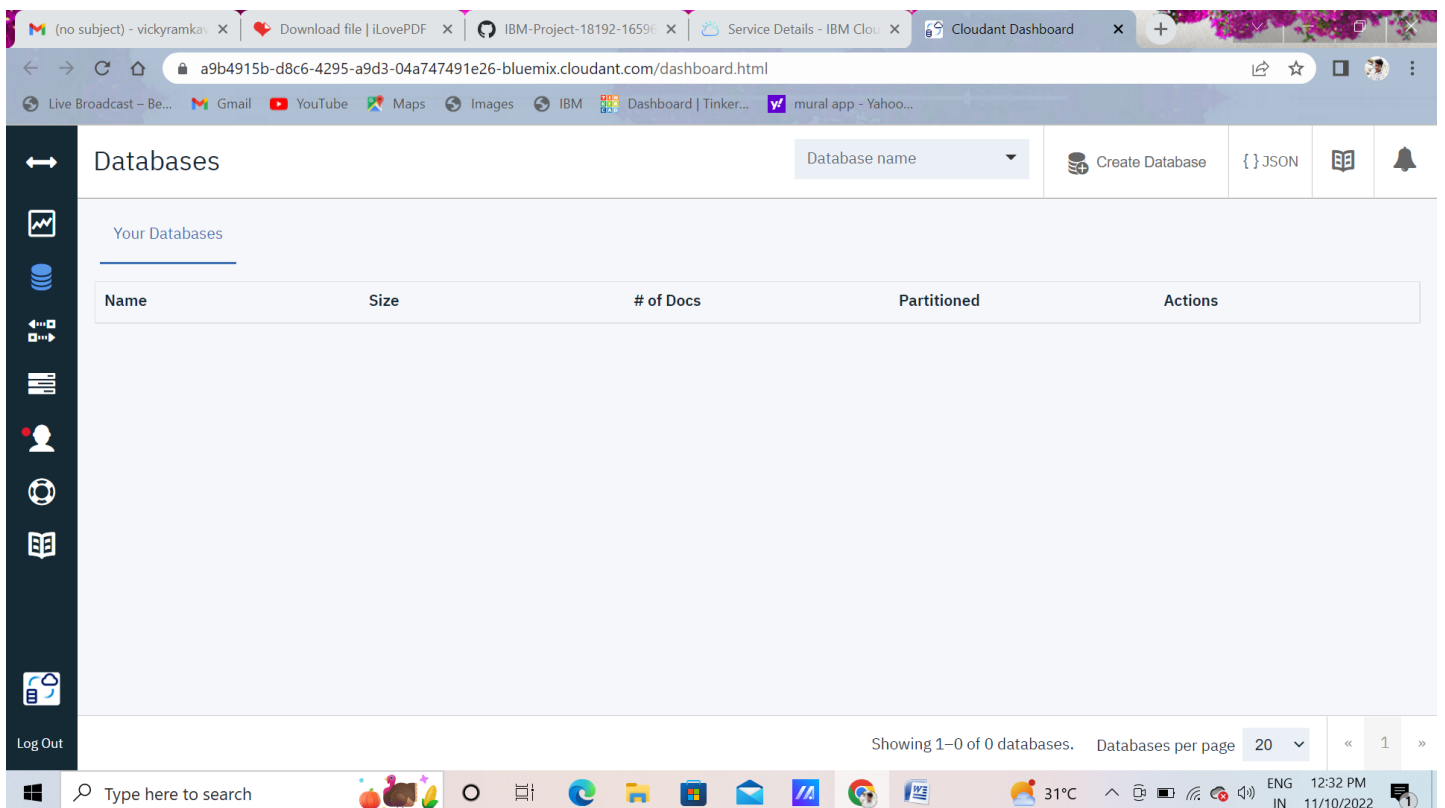 (no subject) - vickyramkav
Download file | iLovePDF
IBM-Project-18192-16596
Service Details - IBM Clou
Cloudant Dashboard
a9b4915b-d8c6-4295-a9d3-04a747491e26-bluemix.cloudant.com/dashboard.html
Live Broadcast – Be... Gmail YouTube Maps Images IBM Dashboard | Tinker... mural app - Yahoo...
Databases
Database name
Create Database
{ } JSON
Your Databases
Name Size # of Docs Partitioned Actions
Log Out
Showing 1–0 of 0 databases. Databases per page 20 « 1 »
Type here to search
31°C
ENG 12:32 PM
IN 11/10/2022